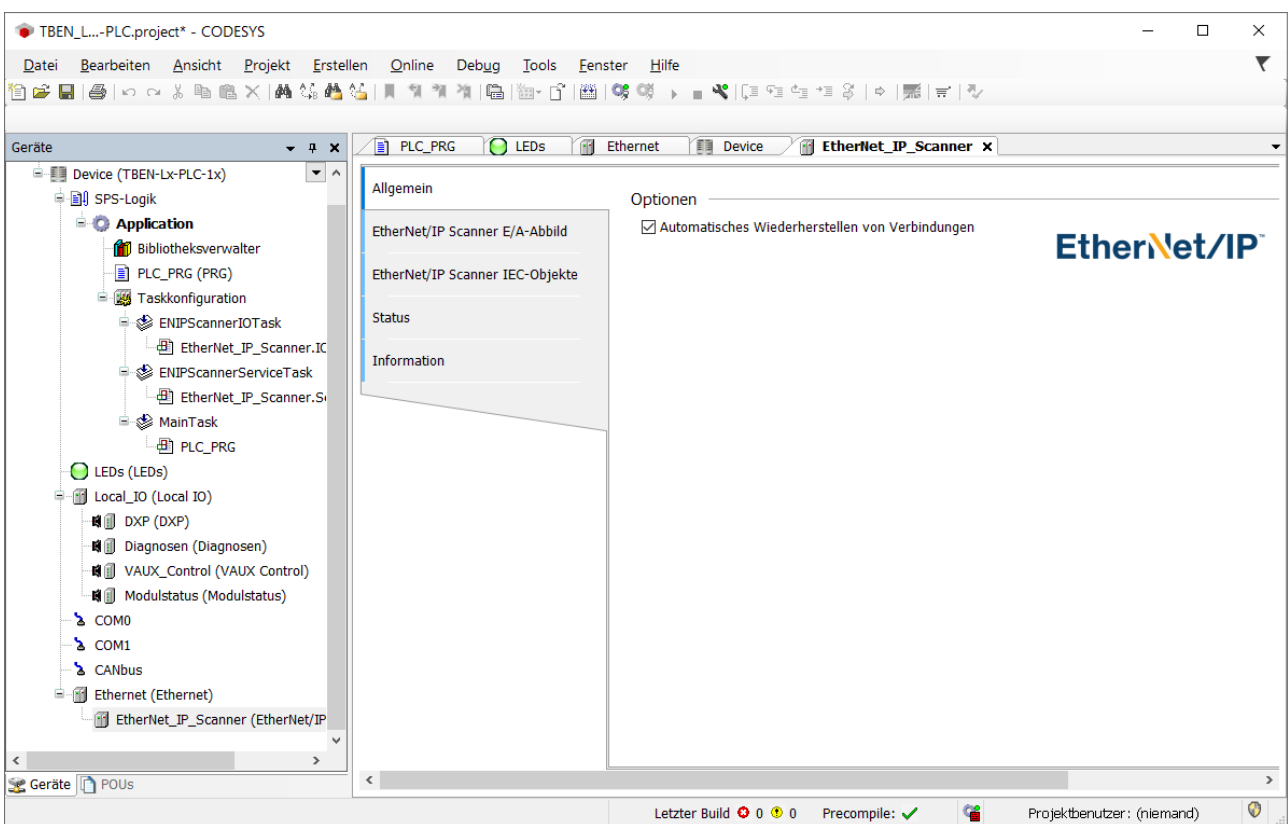 TBEN_L...-PLC.project* - CODESYS
Datei Bearbeiten Ansicht Projekt Erstellen Online Debug Tools Fenster Hilfe
Geräte
Device (TBEN-Lx-PLC-1x)
SPS-Logik
Application
Bibliotheksverwalter
PLC_PRG (PRG)
Taskkonfiguration
ENIPScannerIOTask
EtherNet_IP_Scanner.IO
ENIPScannerServiceTask
EtherNet_IP_Scanner.Se
MainTask
PLC_PRG
LEDs (LEDs)
Local_IO (Local IO)
DXP (DXP)
Diagnosen (Diagnosen)
VAUX_Control (VAUX Control)
Modulstatus (Modulstatus)
COM0
COM1
CANbus
Ethernet (Ethernet)
EtherNet_IP_Scanner (EtherNet/IP
Geräte POUs
PLC_PRG LEDs Ethernet Device EtherNet_IP_Scanner
Allgemein
EtherNet/IP Scanner E/A-Abbild
EtherNet/IP Scanner IEC-Objekte
Status
Information
Optionen
Automatisches Wiederherstellen von Verbindungen
EtherNet/IP™
Letzter Build 0 0 Precompile: Projektbenutzer: (niemand)